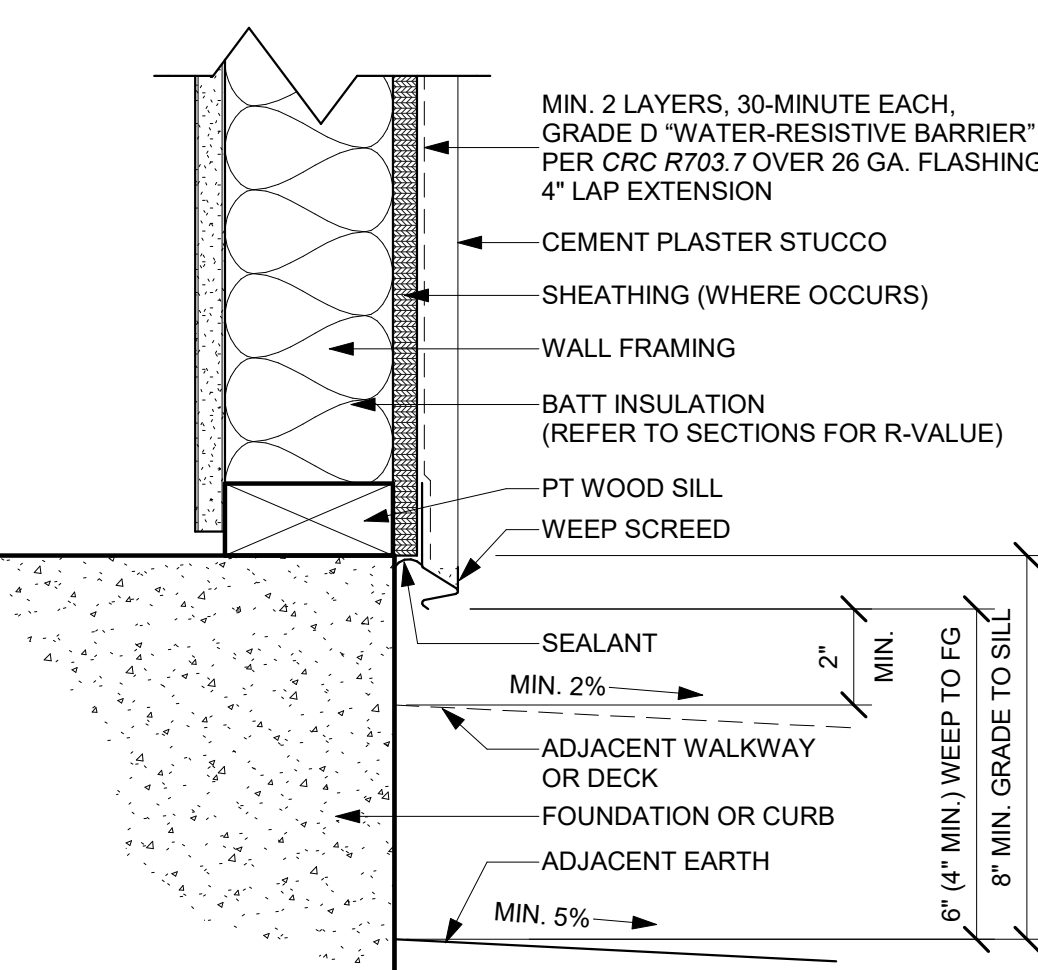 MIN. 2 LAYERS, 30-MINUTE EACH,
GRADE D “WATER-RESISTIVE BARRIER”
PER CRC R703.7 OVER 26 GA. FLASHING
4" LAP EXTENSION
CEMENT PLASTER STUCCO
SHEATHING (WHERE OCCURS)
WALL FRAMING
BATT INSULATION
(REFER TO SECTIONS FOR R-VALUE)
PT WOOD SILL
WEEP SCREED
SEALANT
MIN. 2%
ADJACENT WALKWAY
OR DECK
FOUNDATION OR CURB
ADJACENT EARTH
MIN. 5%
2"
MIN.
6" (4" MIN.) WEEP TO FG
8" MIN. GRADE TO SILL